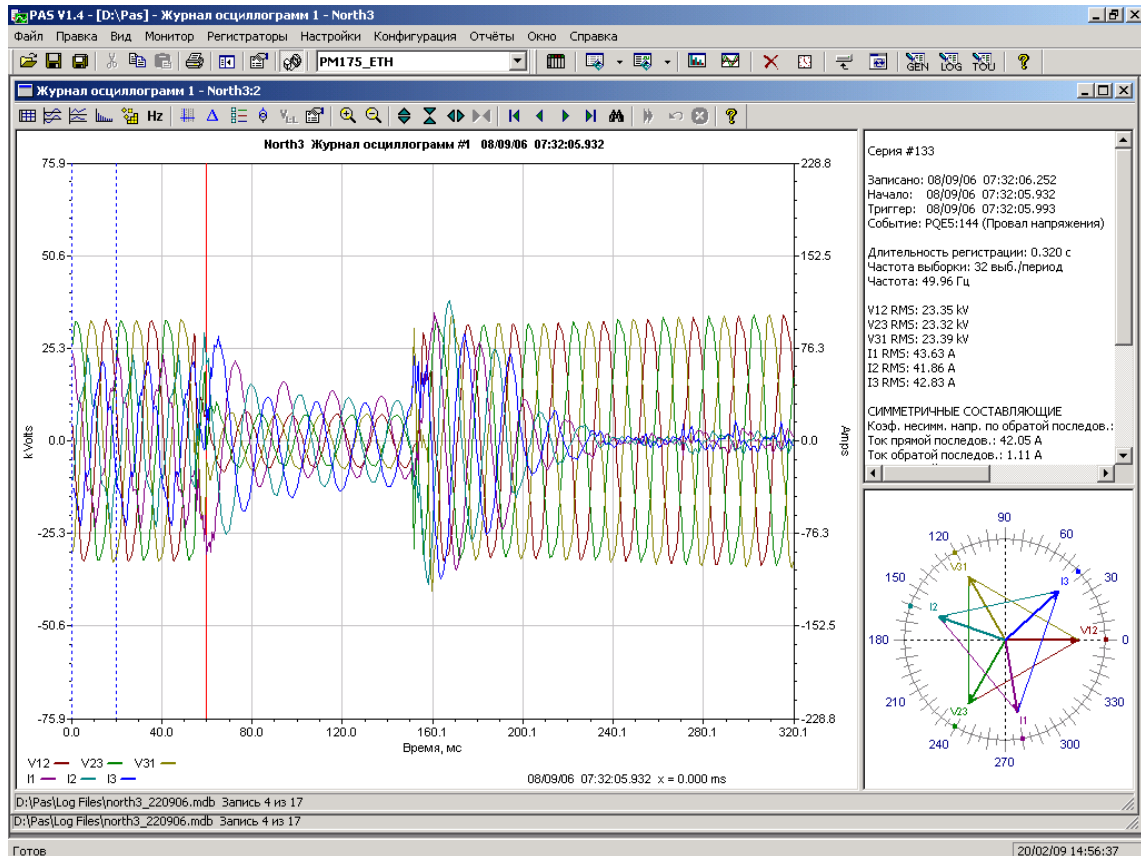 PAS V1.4 - [D:\Pas] - Журнал осциллограмм 1 - North3
Файл Правка Вид Монитор Регистраторы Настройки Конфигурация Отчёты Окно Справка
PM175_ETH
GEN LOG TOU
Журнал осциллограмм 1 - North3:2
Hz
V L-L
North3 Журнал осциллограмм #1 08/09/06 07:32:05.932
75.9
50.6
25.3
0.0
-25.3
-50.6
-75.9
kVolts
228.8
152.5
76.3
0.0
-76.3
-152.5
-228.8
Amps
0.0 40.0 80.0 120.0 160.1 200.1 240.1 280.1 320.1
Время, мс
V12 V23 V31
I1 I2 I3
08/09/06 07:32:05.932 x = 0.000 ms
Серия #133
Записано: 08/09/06 07:32:06.252
Начало: 08/09/06 07:32:05.932
Триггер: 08/09/06 07:32:05.993
Событие: PQE5:144 (Провал напряжения)
Длительность регистрации: 0.320 с
Частота выборки: 32 выб./период
Частота: 49.96 Гц
V12 RMS: 23.35 kV
V23 RMS: 23.32 kV
V31 RMS: 23.39 kV
I1 RMS: 43.63 A
I2 RMS: 41.86 A
I3 RMS: 42.83 A
СИММЕТРИЧНЫЕ СОСТАВЛЯЮЩИЕ
Коэф. несимм. напр. по обратой последов.:
Ток прямой последов.: 42.05 A
Ток обратой последов.: 1.11 A
90
120 60
V31
150 I3 30
I2
V12
180 0
210 V23 I1 330
240 300
270
D:\Pas\Log Files\north3_220906.mdb Запись 4 из 17
D:\Pas\Log Files\north3_220906.mdb Запись 4 из 17
Готов
20/02/09 14:56:37